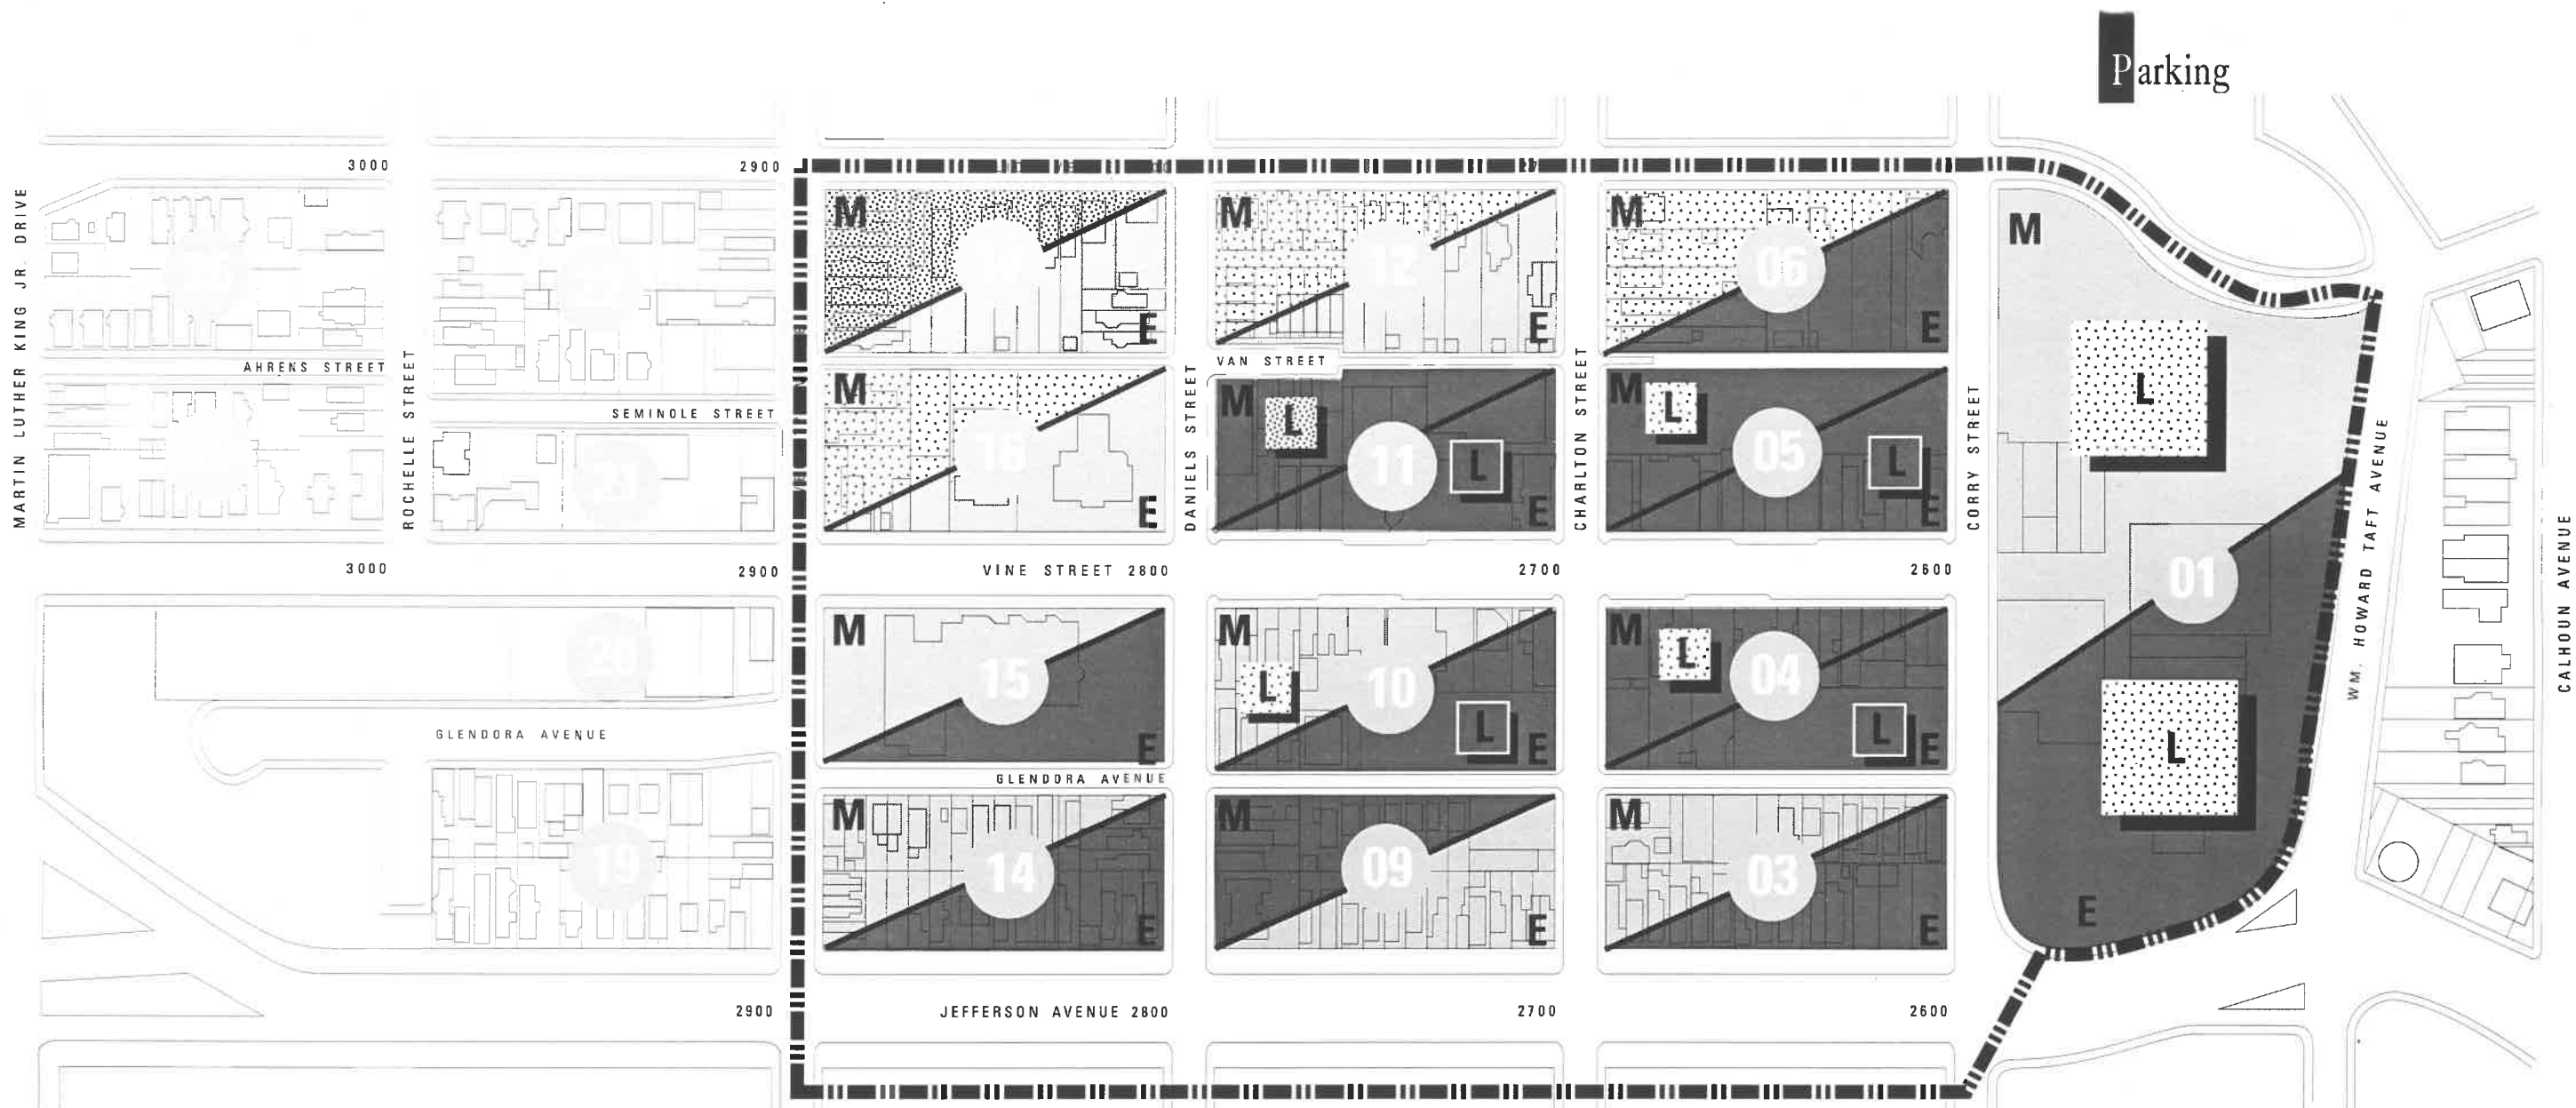 Parking
3000
2900
MARTIN LUTHER KING JR. DRIVE
M
M
12
M
06
M
E
E
E
AHRENS STREET
ROCHELLE STREET
SEMINOLE STREET
VAN STREET
DANIELS STREET
CHARLTON STREET
CORRY STREET
WM. HOWARD TAFT AVENUE
CALHOUN AVENUE
L
21
M
16
E
M
L
11
L
E
M
L
05
L
E
01
3000
2900
VINE STREET 2800
2700
2600
20
M
15
E
M
L
10
L
E
M
L
04
L
E
L
E
GLENDORA AVENUE
GLENDORA AVENUE
19
M
14
E
M
09
E
M
03
E
2900
JEFFERSON AVENUE 2800
2700
2600